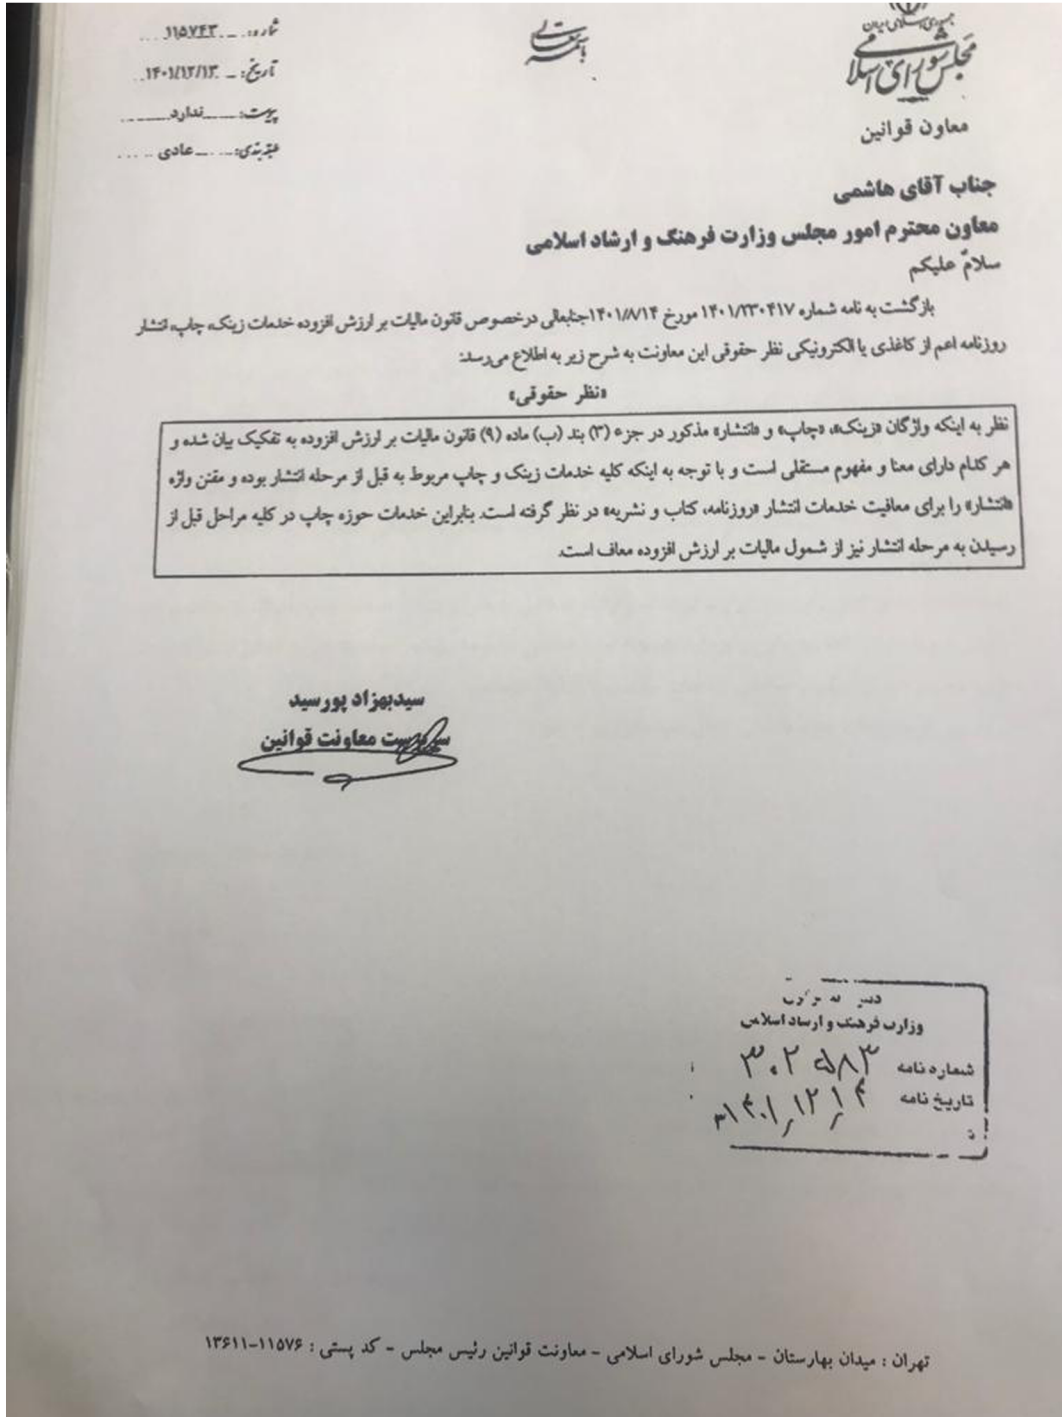 جمهوری اسلامی ایران
مجلس شورای اسلامی
معاون قوانین
باسمه تعالی
شماره: ۱۱۵۷۴۳
تاریخ: ۱۴۰۱/۱۲/۱۳
پیوست: ندارد
طبقه‌بندی: عادی
جناب آقای هاشمی
معاون محترم امور مجلس وزارت فرهنگ و ارشاد اسلامی
سلامٌ علیکم
بازگشت به نامه شماره ۱۴۰۱/۲۳۰۴۱۷ مورخ ۱۴۰۱/۸/۱۴ جنابعالی درخصوص قانون مالیات بر ارزش افزوده خدمات زینک، چاپ، انتشار
روزنامه اعم از کاغذی یا الکترونیکی نظر حقوقی این معاونت به شرح زیر به اطلاع می‌رسد:
«نظر حقوقی»
نظر به اینکه واژگان «زینک»، «چاپ» و «انتشار» مذکور در جزء (۳) بند (ب) ماده (۹) قانون مالیات بر ارزش افزوده به تفکیک بیان شده و
هر کدام دارای معنا و مفهوم مستقلی است و با توجه به اینکه کلیه خدمات زینک و چاپ مربوط به قبل از مرحله انتشار بوده و مقنن واژه
«انتشار» را برای معافیت خدمات انتشار «روزنامه، کتاب و نشریه» در نظر گرفته است. بنابراین خدمات حوزه چاپ در کلیه مراحل قبل از
رسیدن به مرحله انتشار نیز از شمول مالیات بر ارزش افزوده معاف است.
سیدبهزاد پورسید
سرپرست معاونت قوانین
وزارت فرهنگ و ارشاد اسلامی
شماره نامه ۳۰۲۵۸۳
تاریخ نامه ۱۴۰۱/۱۲/۱۴
تهران : میدان بهارستان - مجلس شورای اسلامی - معاونت قوانین رئیس مجلس - کد پستی : ۱۱۵۷۶-۱۳۶۱۱